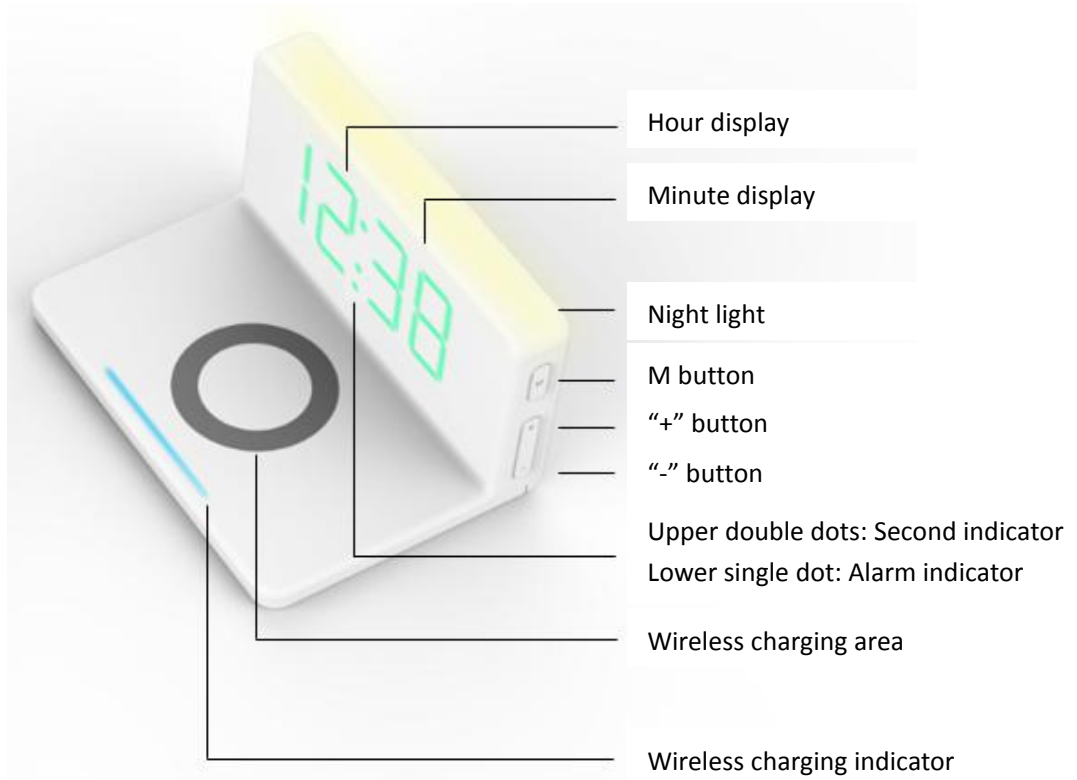 12:38
Hour display
Minute display
Night light
M button
“+” button
“-” button
Upper double dots: Second indicator
Lower single dot: Alarm indicator
Wireless charging area
Wireless charging indicator